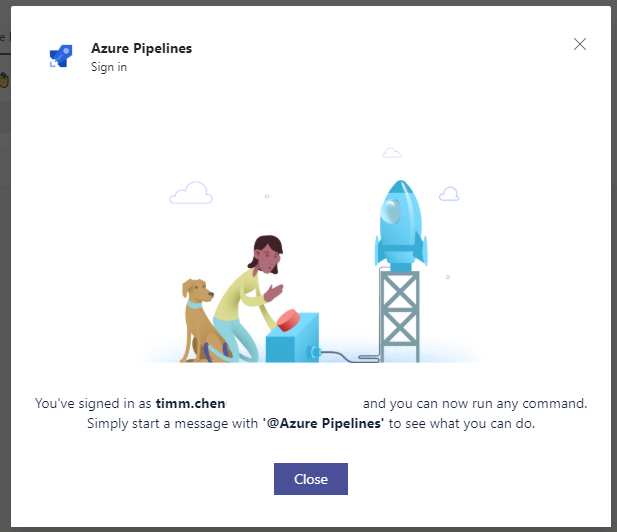 Azure Pipelines
Sign in
You've signed in as timm.chen and you can now run any command.
Simply start a message with '@Azure Pipelines' to see what you can do.
Close